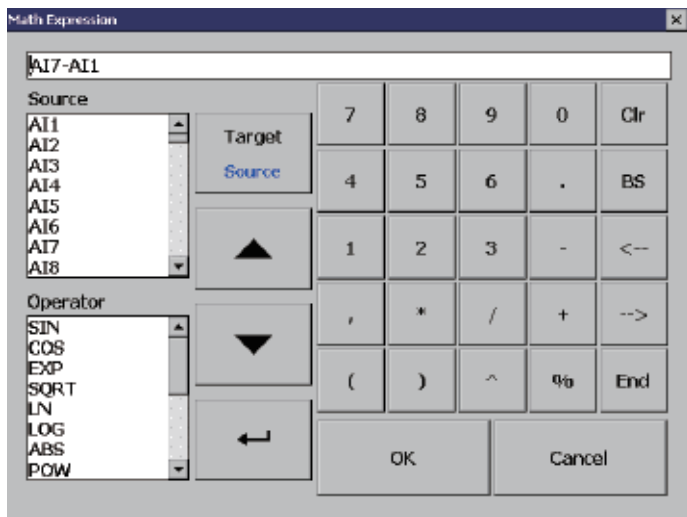 Math Expression
AI7-AI1
Source
AI1
AI2
AI3
AI4
AI5
AI6
AI7
AI8
Target
Source
Operator
SIN
COS
EXP
SQRT
LN
LOG
ABS
POW
7 8 9 0 Clr
4 5 6 . BS
1 2 3 - <--
, * / + -->
( ) ^ % End
OK Cancel